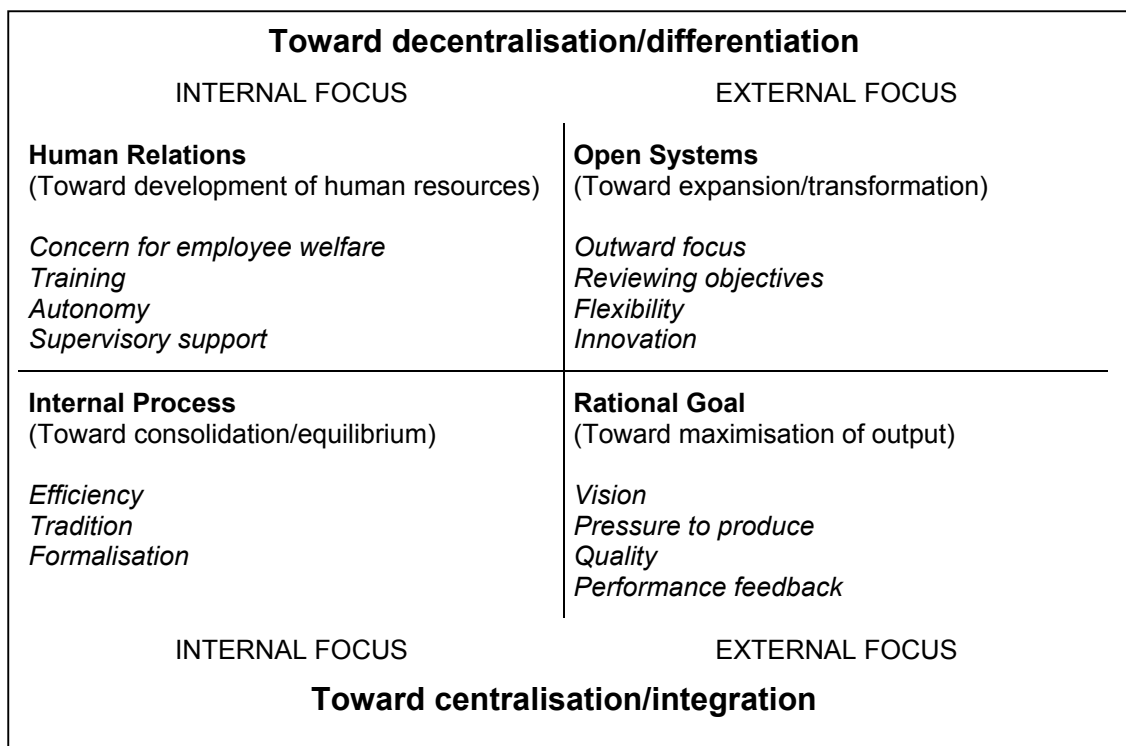 Toward decentralisation/differentiation
INTERNAL FOCUS
EXTERNAL FOCUS
Human Relations
(Toward development of human resources)
Concern for employee welfare
Training
Autonomy
Supervisory support
Open Systems
(Toward expansion/transformation)
Outward focus
Reviewing objectives
Flexibility
Innovation
Internal Process
(Toward consolidation/equilibrium)
Efficiency
Tradition
Formalisation
Rational Goal
(Toward maximisation of output)
Vision
Pressure to produce
Quality
Performance feedback
INTERNAL FOCUS
EXTERNAL FOCUS
Toward centralisation/integration